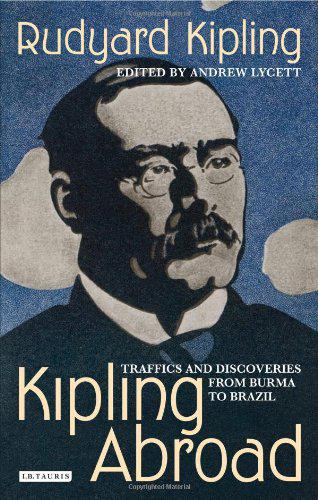 Rudyard Kipling
EDITED BY ANDREW LYCETT
TRAFFICS AND DISCOVERIES
FROM BURMA
TO BRAZIL
Kipling
Abroad
I.B.TAURIS